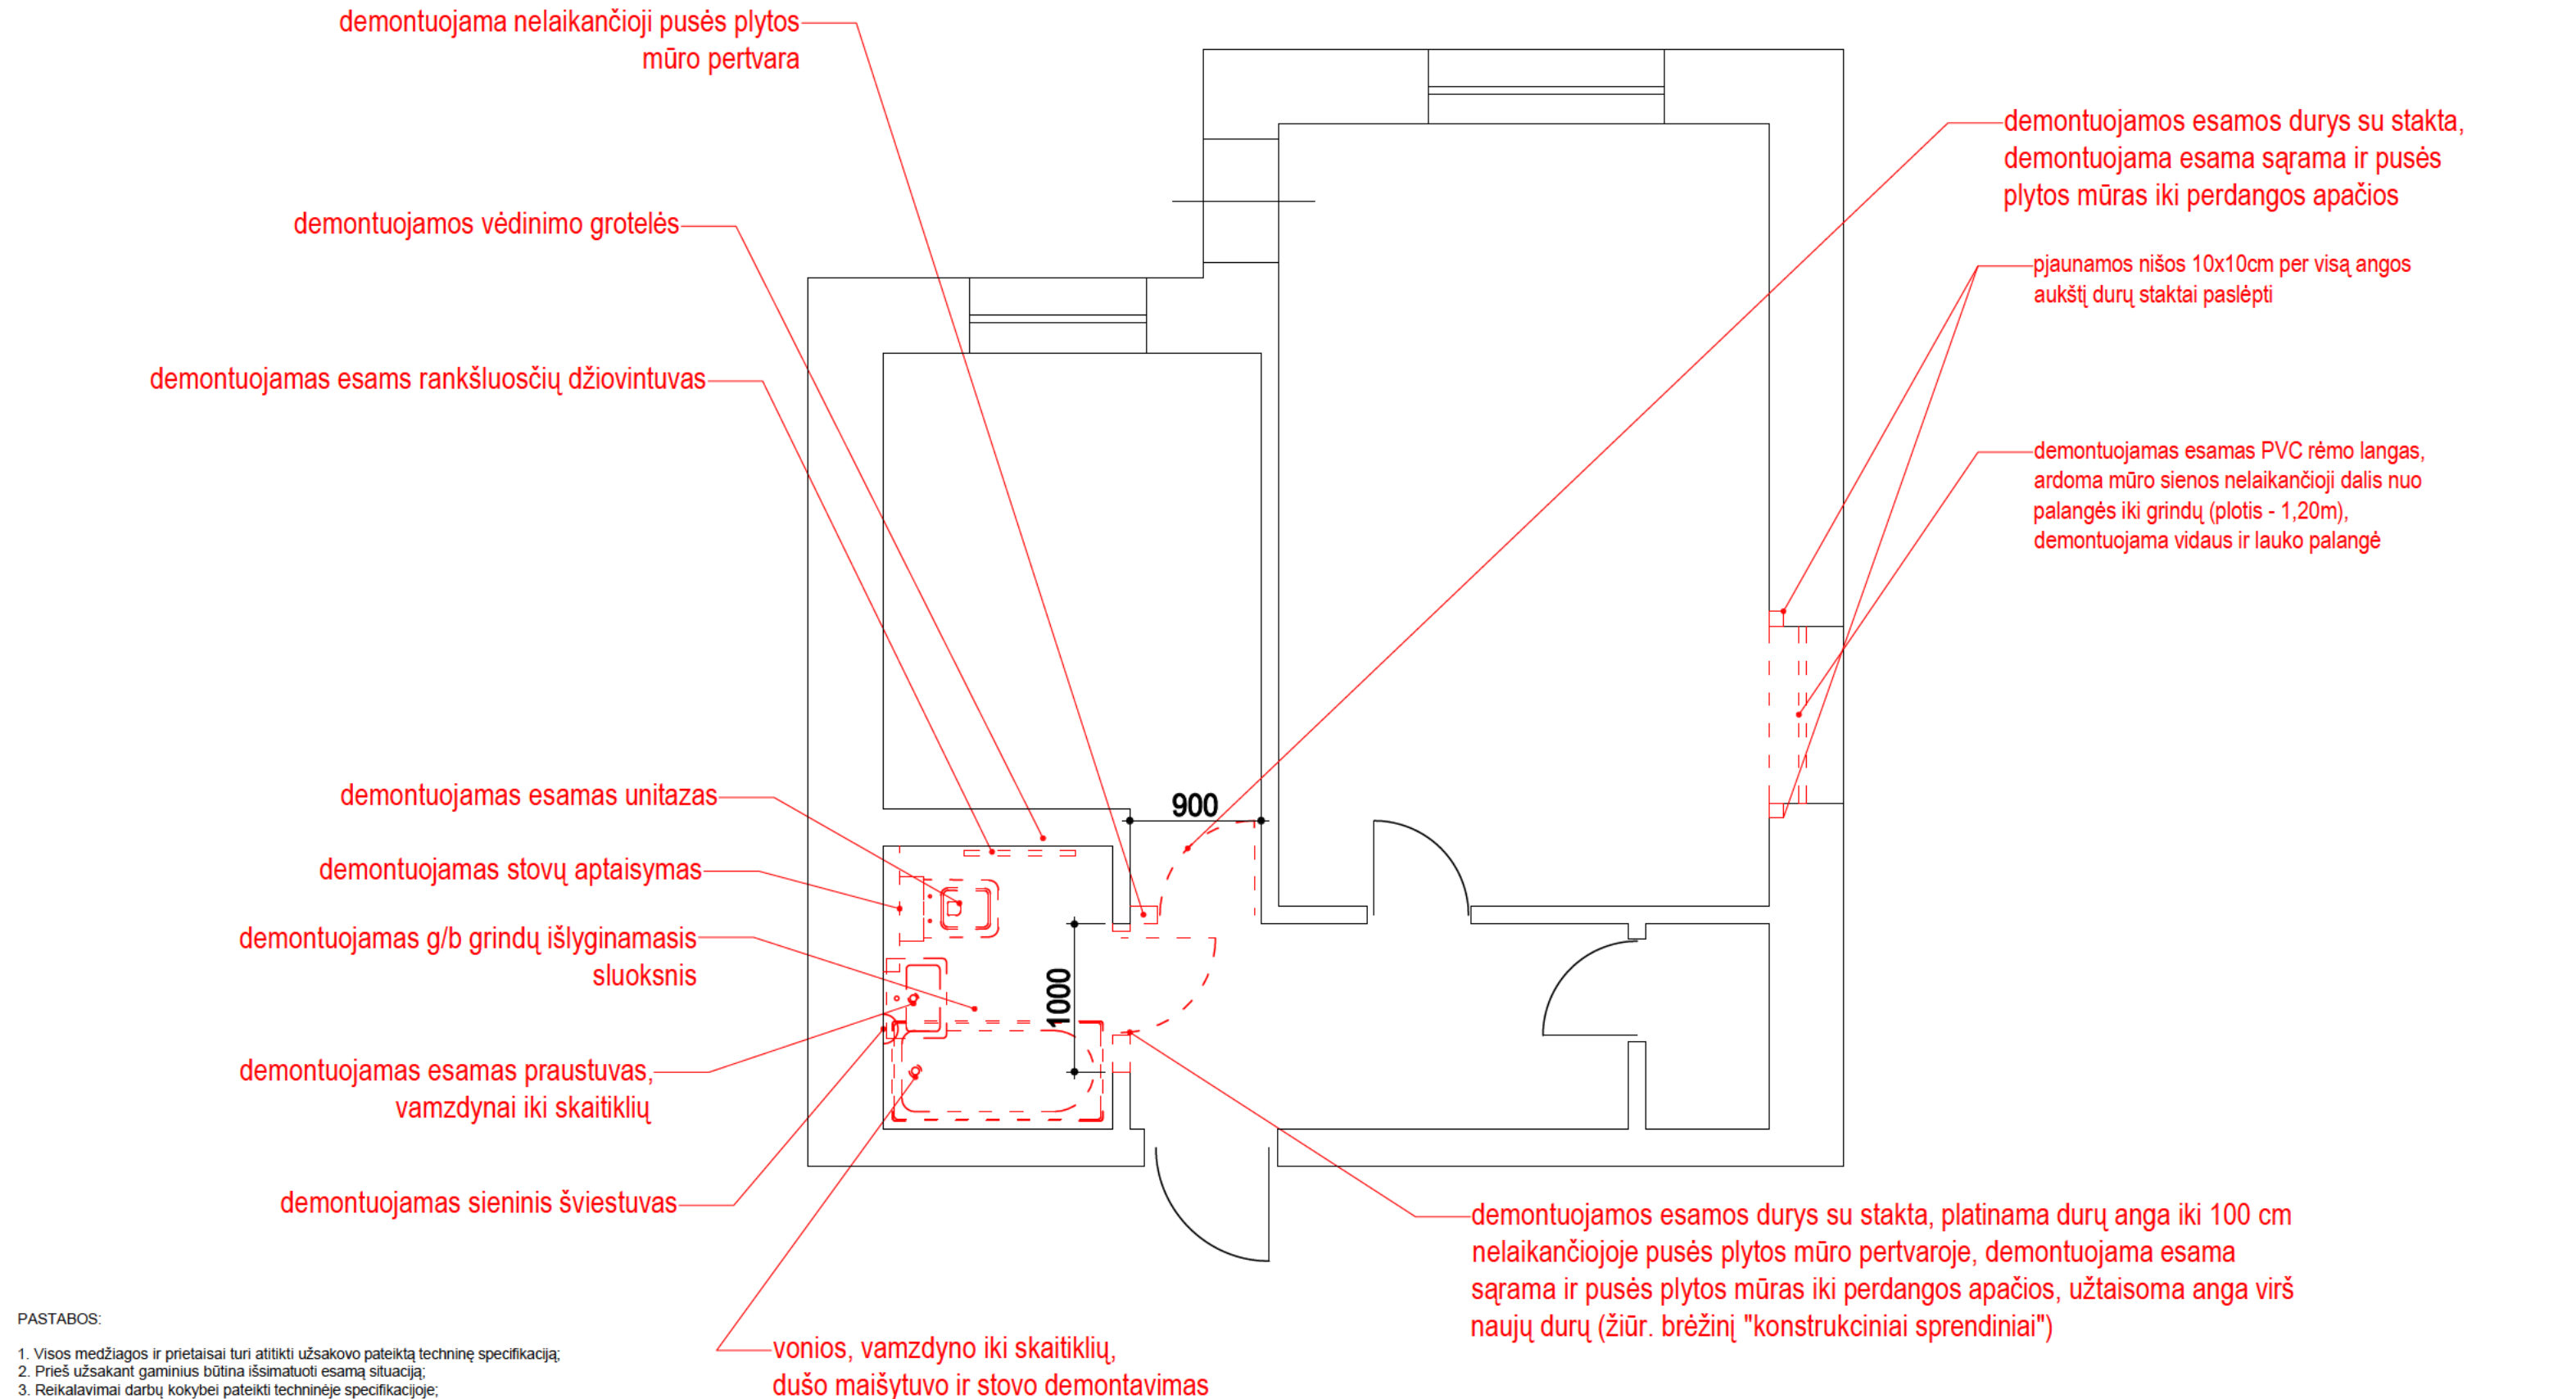 demontuojama nelaikančioji pusės plytos
mūro pertvara
demontuojamos vėdinimo grotelės
demontuojamas esams rankšluosčių džiovintuvas
demontuojamas esamas unitazas
demontuojamas stovų aptaisymas
demontuojamas g/b grindų išlyginamasis
sluoksnis
demontuojamas esamas praustuvas,
vamzdynai iki skaitiklių
demontuojamas sieninis šviestuvas
vonios, vamzdyno iki skaitiklių,
dušo maišytuvo ir stovo demontavimas
900
1000
demontuojamos esamos durys su stakta,
demontuojama esama sąrama ir pusės
plytos mūras iki perdangos apačios
pjaunamos nišos 10x10cm per visą angos
aukštį durų staktai paslėpti
demontuojamas esamas PVC rėmo langas,
ardoma mūro sienos nelaikančioji dalis nuo
palangės iki grindų (plotis - 1,20m),
demontuojama vidaus ir lauko palangė
demontuojamos esamos durys su stakta, platinama durų anga iki 100 cm
nelaikančiojoje pusės plytos mūro pertvaroje, demontuojama esama
sąrama ir pusės plytos mūras iki perdangos apačios, užtaisoma anga virš
naujų durų (žiūr. brėžinį "konstrukciniai sprendiniai")
PASTABOS:
1. Visos medžiagos ir prietaisai turi atitikti užsakovo pateiktą techninę specifikaciją;
2. Prieš užsakant gaminius būtina išsimatuoti esamą situaciją;
3. Reikalavimai darbų kokybei pateikti techninėje specifikacijoje;